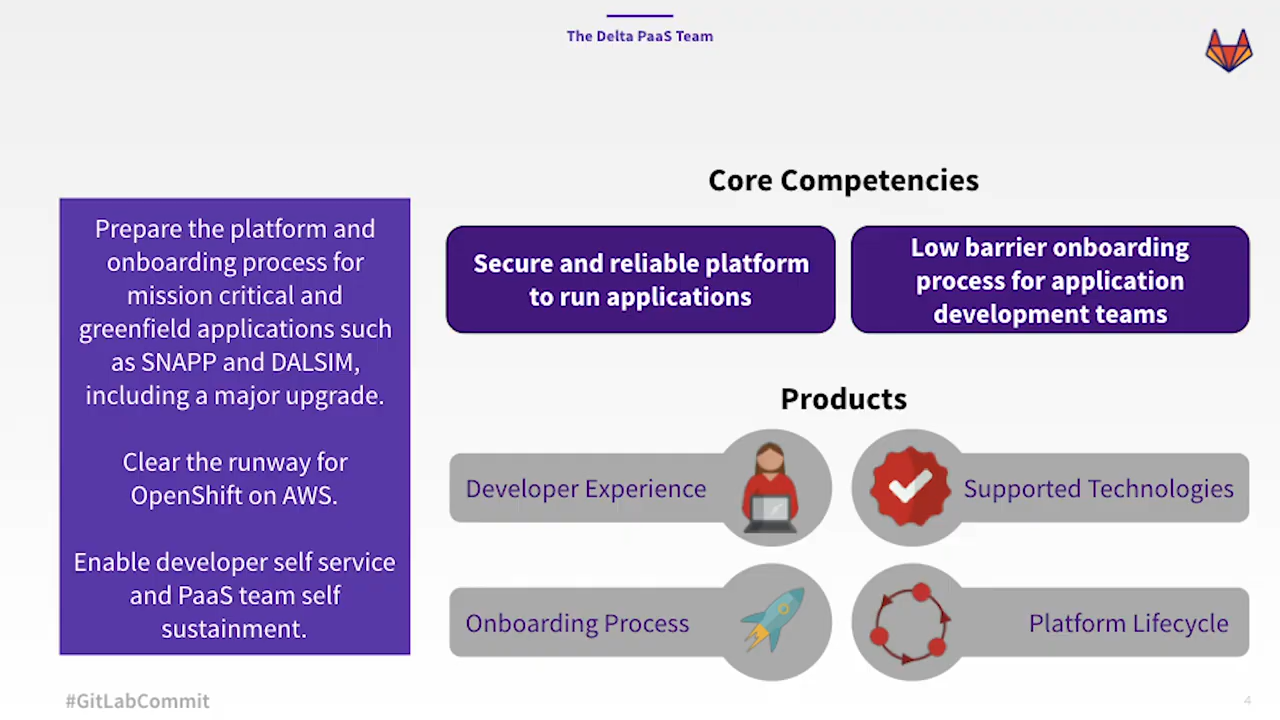 The Delta PaaS Team
Prepare the platform and
onboarding process for
mission critical and
greenfield applications such
as SNAPP and DALSIM,
including a major upgrade.
Clear the runway for
OpenShift on AWS.
Enable developer self service
and PaaS team self
sustainment.
Core Competencies
Secure and reliable platform
to run applications
Low barrier onboarding
process for application
development teams
Products
Developer Experience
Supported Technologies
Onboarding Process
Platform Lifecycle
#GitLabCommit
4